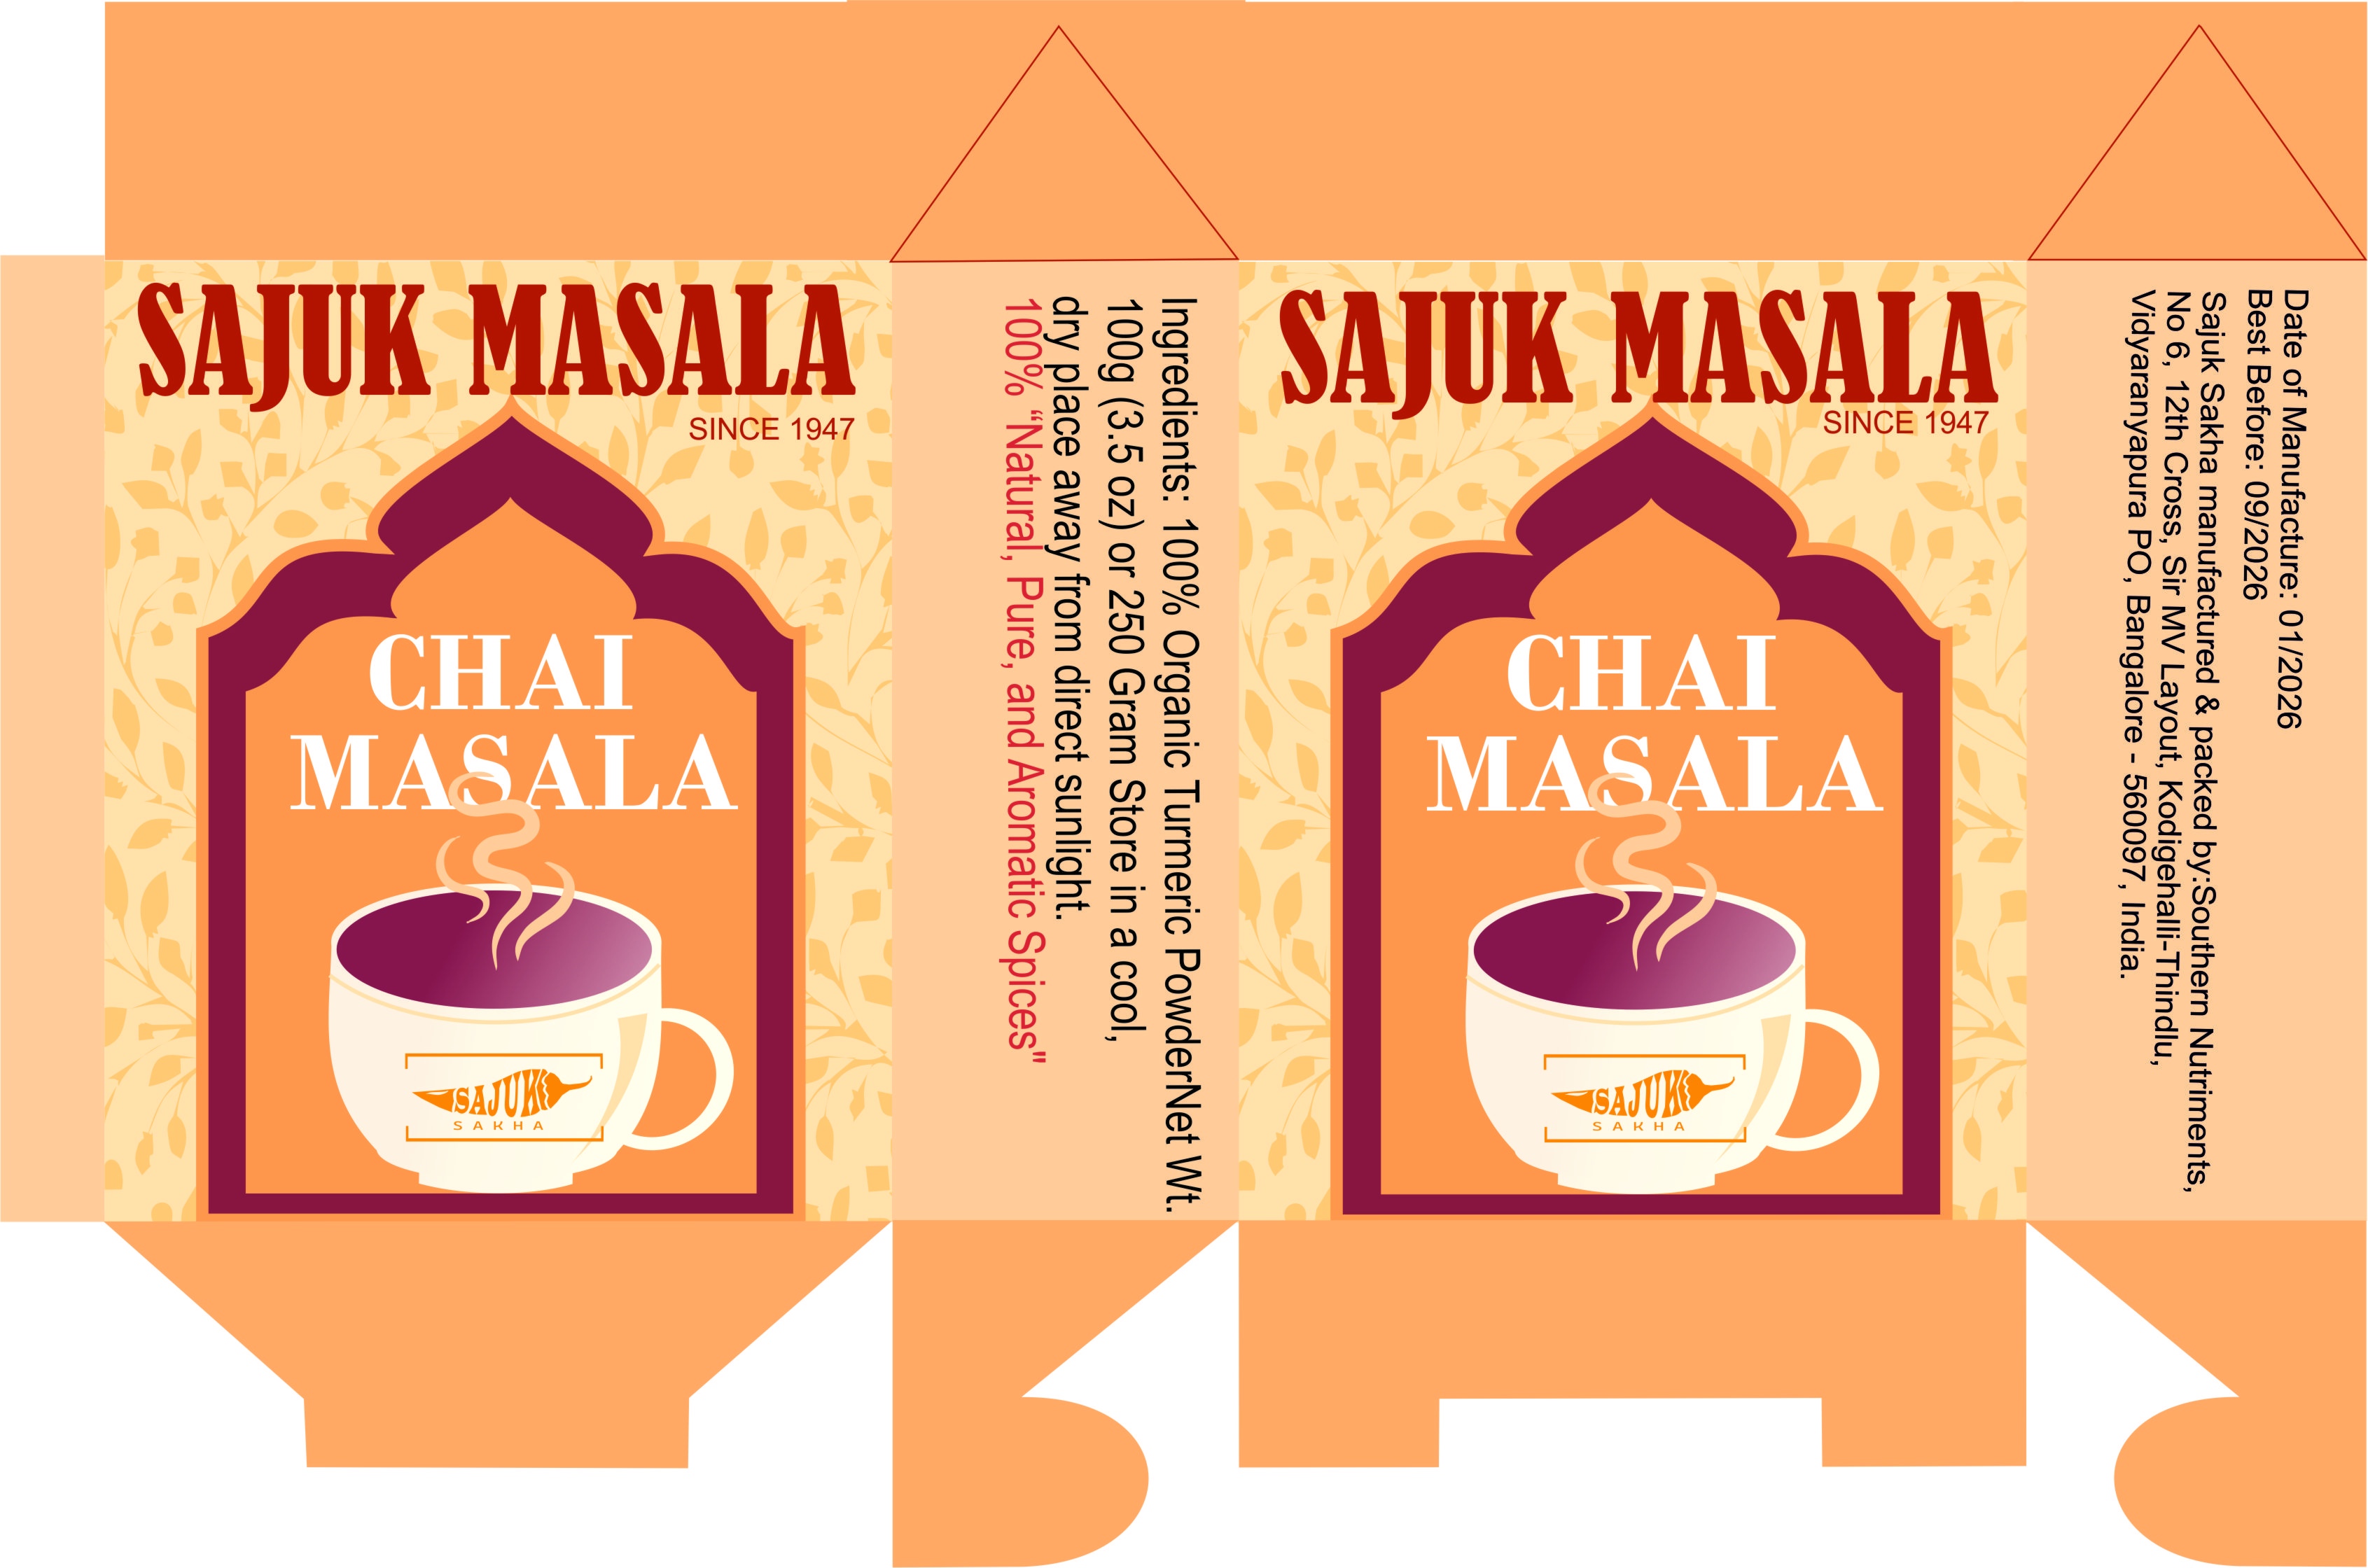 SAJUK MASALA
SINCE 1947
CHAI
MASALA
SAJUK
SAKHA
Ingredients: 100% Organic Turmeric PowderNet Wt.
100g (3.5 oz) or 250 Gram Store in a cool,
dry place away from direct sunlight.
100% “Natural, Pure, and Aromatic Spices"
SAJUK MASALA
SINCE 1947
CHAI
MASALA
SAJUK
SAKHA
Date of Manufacture: 01/2026
Best Before: 09/2026
Sajuk Sakha manufactured & packed by:Southern Nutriments,
No 6, 12th Cross, Sir MV Layout, Kodigehalli-Thindlu,
Vidyaranyapura PO, Bangalore - 560097, India.